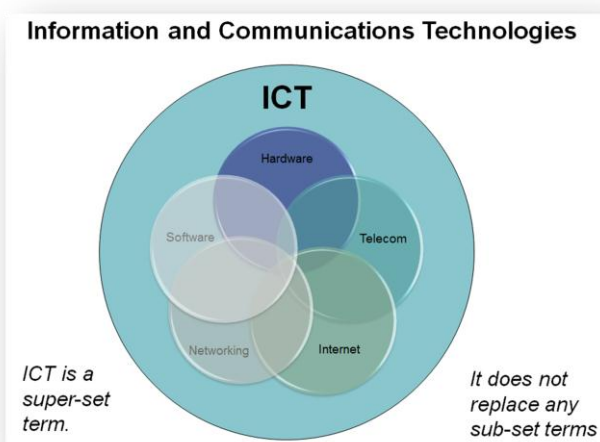 Information and Communications Technologies
ICT
Hardware
Software
Telecom
Networking
Internet
ICT is a
super-set
term.
It does not
replace any
sub-set terms